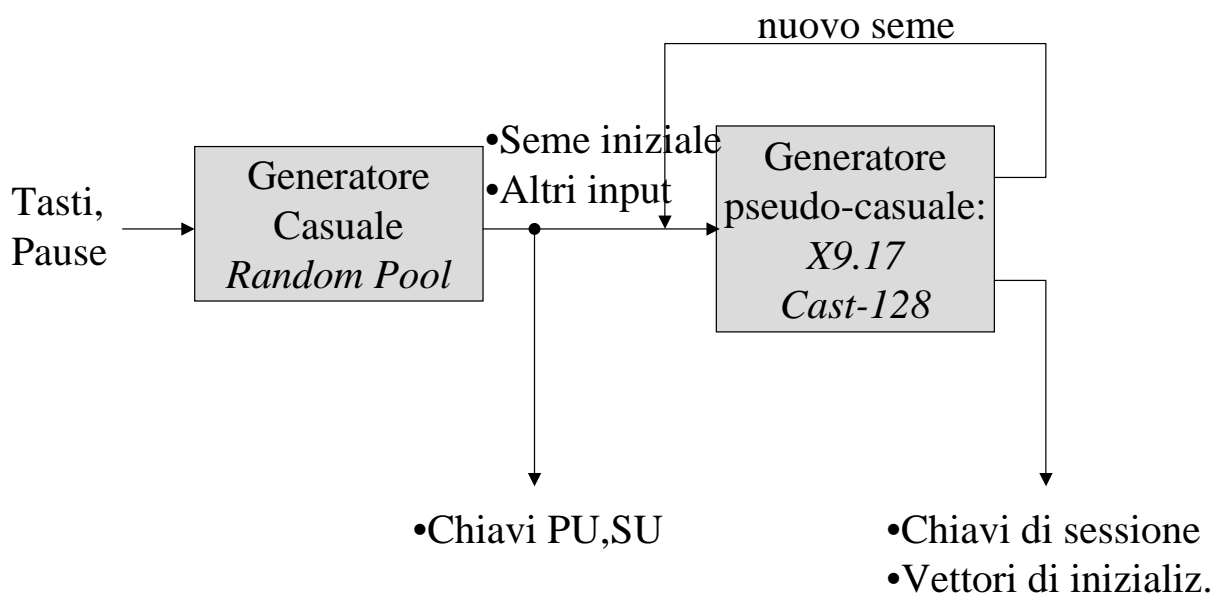 nuovo seme
Tasti,
Pause
Generatore
Casuale
Random Pool
•Seme iniziale
•Altri input
Generatore
pseudo-casuale:
X9.17
Cast-128
•Chiavi PU,SU
•Chiavi di sessione
•Vettori di inizializ.